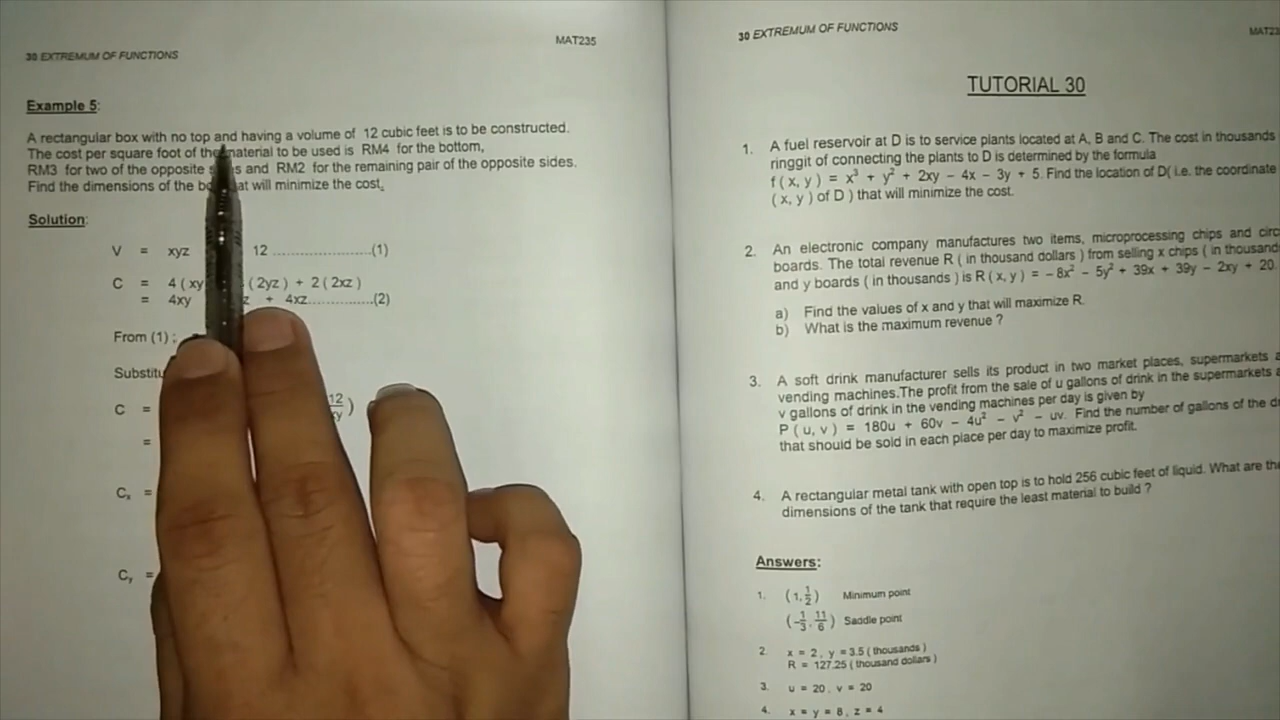 30 EXTREMUM OF FUNCTIONS
MAT235
Example 5:
A rectangular box with no top and having a volume of 12 cubic feet is to be constructed.
The cost per square foot of the material to be used is RM4 for the bottom,
RM3 for two of the opposite and RM2 for the remaining pair of the opposite sides.
Find the dimensions of the that will minimize the cost.
Solution:
V = xyz 12 ......................(1)
C = 4 ( xy ( 2yz ) + 2 ( 2xz )
= 4xy z + 4xz...............(2)
From (1) ;
C = 12 )
=
Cₓ =
Cᵧ =
30 EXTREMUM OF FUNCTIONS
TUTORIAL 30
1. A fuel reservoir at D is to service plants located at A, B and C. The cost in thousands
ringgit of connecting the plants to D is determined by the formula
f ( x, y ) = x³ + y² + 2xy – 4x – 3y + 5. Find the location of D( i.e. the coordinate
( x, y ) of D ) that will minimize the cost.
2. An electronic company manufactures two items, microprocessing chips and
boards. The total revenue R ( in thousand dollars ) from selling x chips ( in
and y boards ( in thousands ) is R ( x, y ) = – 8x² – 5y² + 39x + 39y – 2xy + 20.
a) Find the values of x and y that will maximize R.
b) What is the maximum revenue ?
3. A soft drink manufacturer sells its product in two market places, supermarkets
vending machines.The profit from the sale of u gallons of drink in the supermarkets
v gallons of drink in the vending machines per day is given by
P ( u, v ) = 180u + 60v – 4u² – v² – uv. Find the number of gallons of the
that should be sold in each place per day to maximize profit.
4. A rectangular metal tank with open top is to hold 256 cubic feet of liquid. What are the
dimensions of the tank that require the least material to build ?
Answers:
1. (1, 1/2) Minimum point
(–1/3, 11/6) Saddle point
2. x = 2 , y = 3.5 ( thousands )
R = 127.25 ( thousand dollars )
3. u = 20 , v = 20
4. x = y = 8 , z = 4